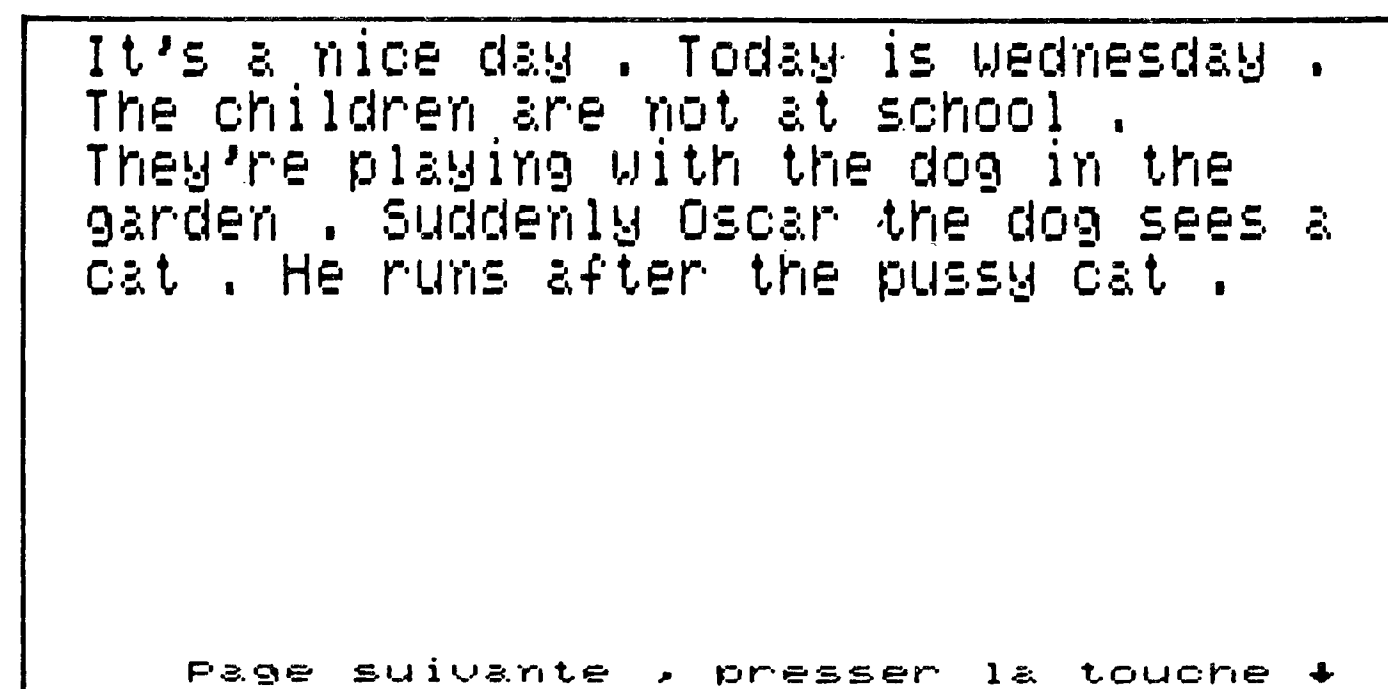 It's a nice day . Today is wednesday .
The children are not at school .
They're playing with the dog in the
garden . Suddenly Oscar the dog sees a
cat . He runs after the pussy cat .
Page suivante , presser la touche ↓